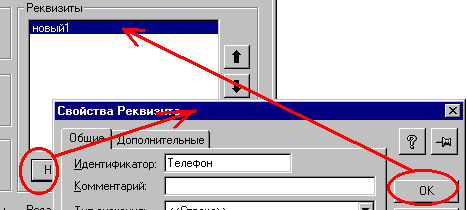 Реквизиты
новый1
Свойства Реквизита
Общие
Дополнительные
?
Идентификатор: Телефон
Комментарий:
Н
OK